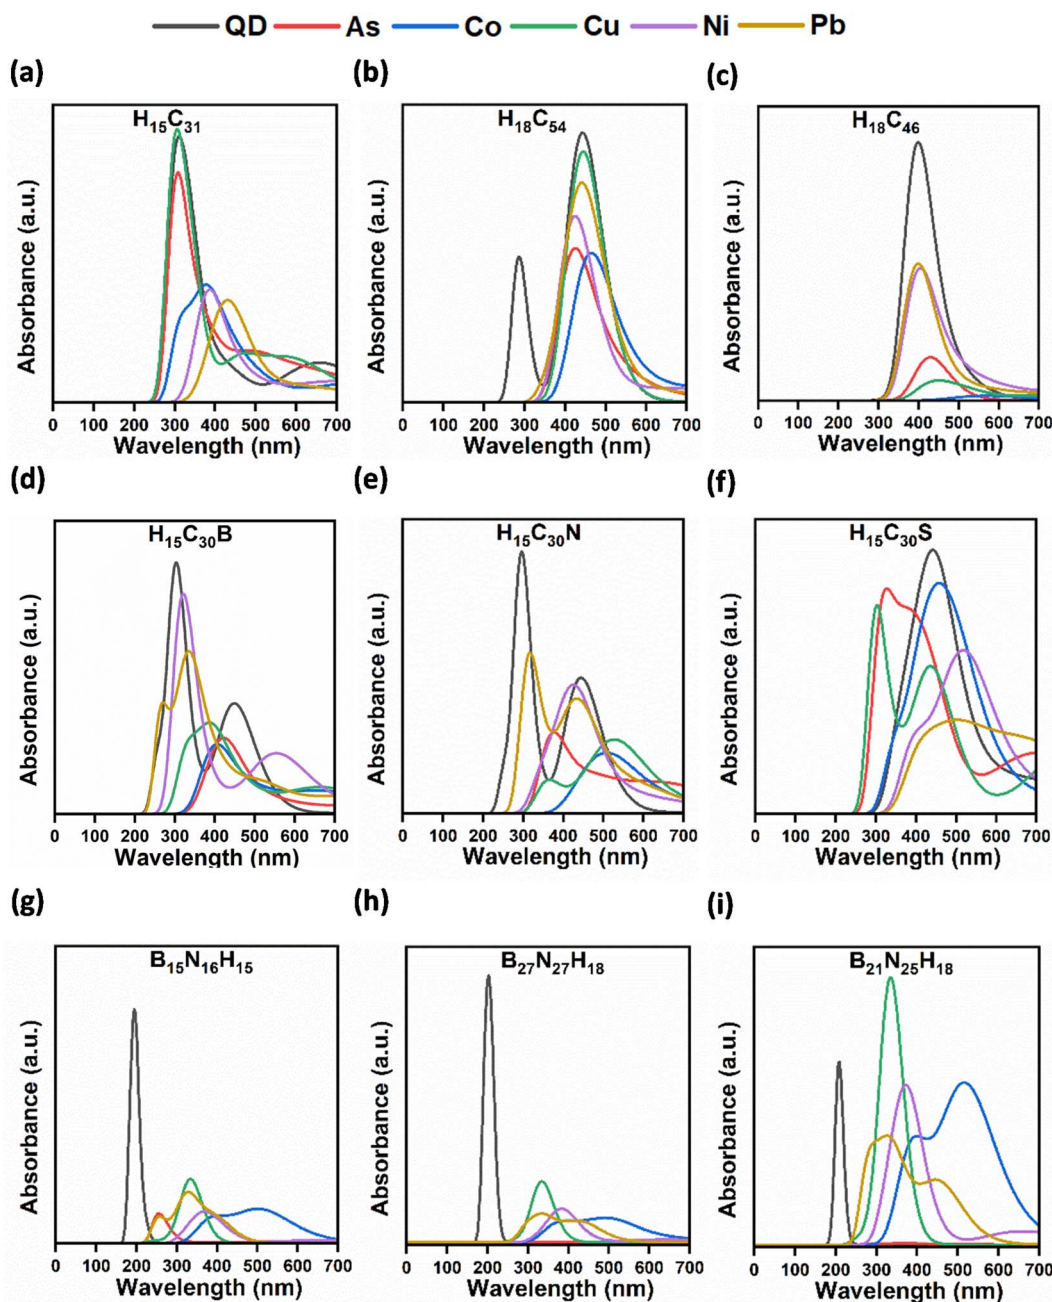 QD As Co Cu Ni Pb
(a) (b) (c)
H₁₅C₃₁ H₁₈C₅₄ H₁₈C₄₆
Absorbance (a.u.) Absorbance (a.u.) Absorbance (a.u.)
0 100 200 300 400 500 600 700 0 100 200 300 400 500 600 700 0 100 200 300 400 500 600 700
Wavelength (nm) Wavelength (nm) Wavelength (nm)
(d) (e) (f)
H₁₅C₃₀B H₁₅C₃₀N H₁₅C₃₀S
Absorbance (a.u.) Absorbance (a.u.) Absorbance (a.u.)
0 100 200 300 400 500 600 700 0 100 200 300 400 500 600 700 0 100 200 300 400 500 600 700
Wavelength (nm) Wavelength (nm) Wavelength (nm)
(g) (h) (i)
B₁₅N₁₆H₁₅ B₂₇N₂₇H₁₈ B₂₁N₂₅H₁₈
Absorbance (a.u.) Absorbance (a.u.) Absorbance (a.u.)
0 100 200 300 400 500 600 700 0 100 200 300 400 500 600 700 0 100 200 300 400 500 600 700
Wavelength (nm) Wavelength (nm) Wavelength (nm)